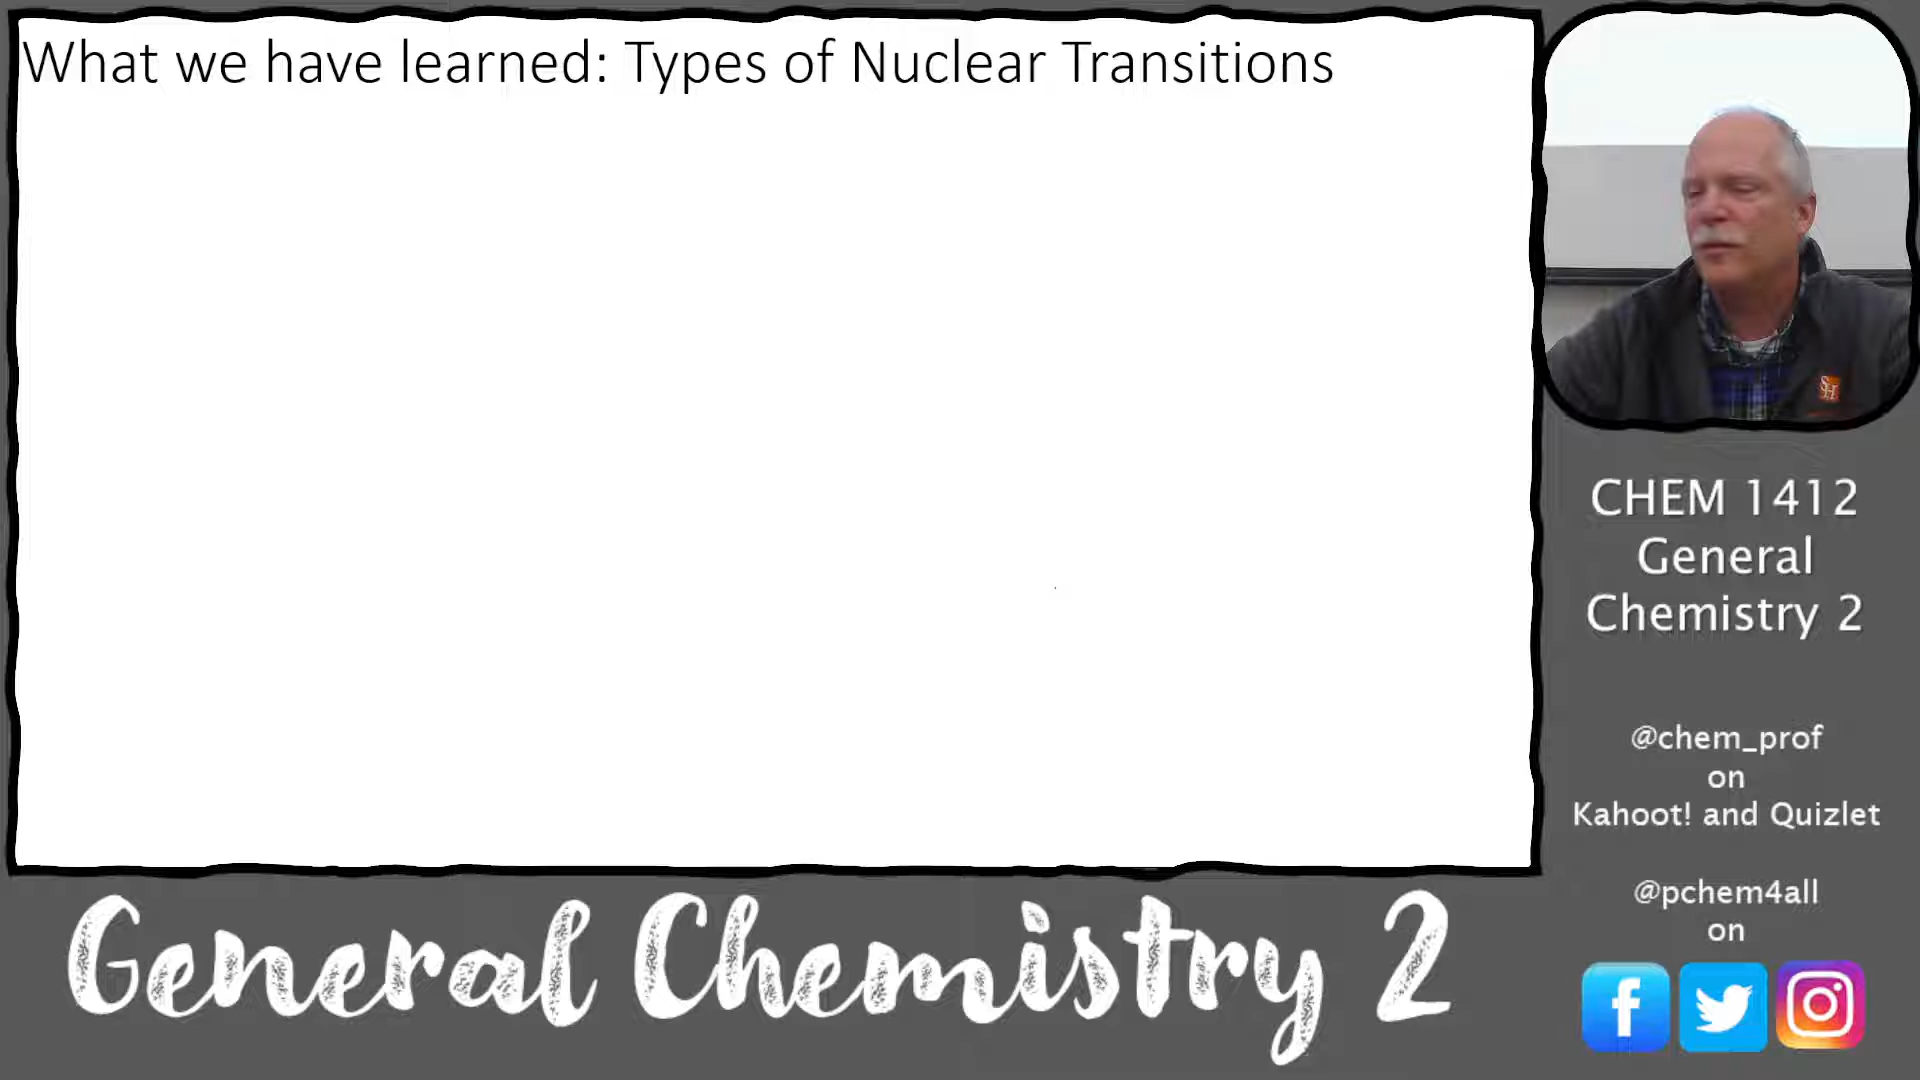 What we have learned: Types of Nuclear Transitions
SH
CHEM 1412
General
Chemistry 2
@chem_prof
on
Kahoot! and Quizlet
@pchem4all
on
General Chemistry 2